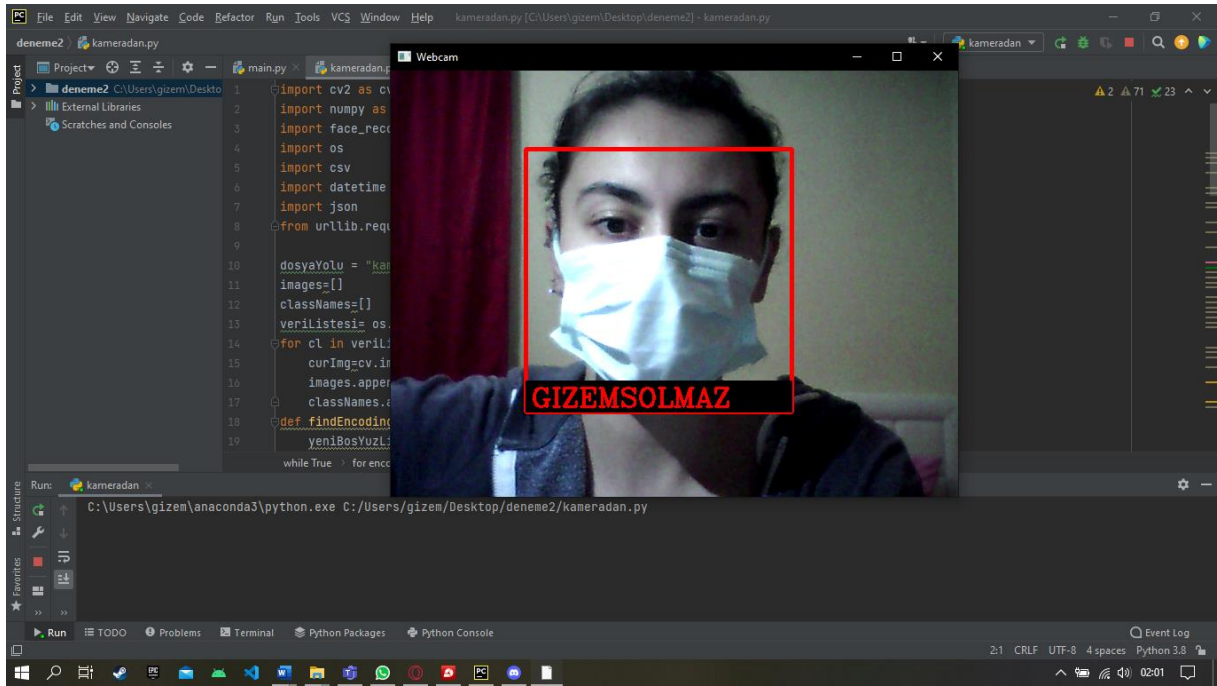 PC File Edit View Navigate Code Refactor Run Tools VCS Window Help kameradan.py [C:\Users\gizem\Desktop\deneme2] - kameradan.py
deneme2 kameradan.py
kameradan
Project
main.py
kameradan.p
Webcam
deneme2 C:\Users\gizem\Deskto
External Libraries
Scratches and Consoles
2 71 23
1 import cv2 as cv
2 import numpy as
3 import face_reco
4 import os
5 import csv
6 import datetime
7 import json
8 from urllib.requ
9
10 dosyaYolu = "kam
11 images=[]
12 classNames=[]
13 veriListesi= os.
14 for cl in veriLi
15 curImg=cv.im
16 images.appen
17 classNames.a
18 def findEncoding
19 yeniBosYuzLi
while True for enco
GIZEMSOLMAZ
Project
Structure
Favorites
Run: kameradan
C:\Users\gizem\anaconda3\python.exe C:/Users/gizem/Desktop/deneme2/kameradan.py
Run TODO Problems Terminal Python Packages Python Console Event Log
2:1 CRLF UTF-8 4 spaces Python 3.8
02:01